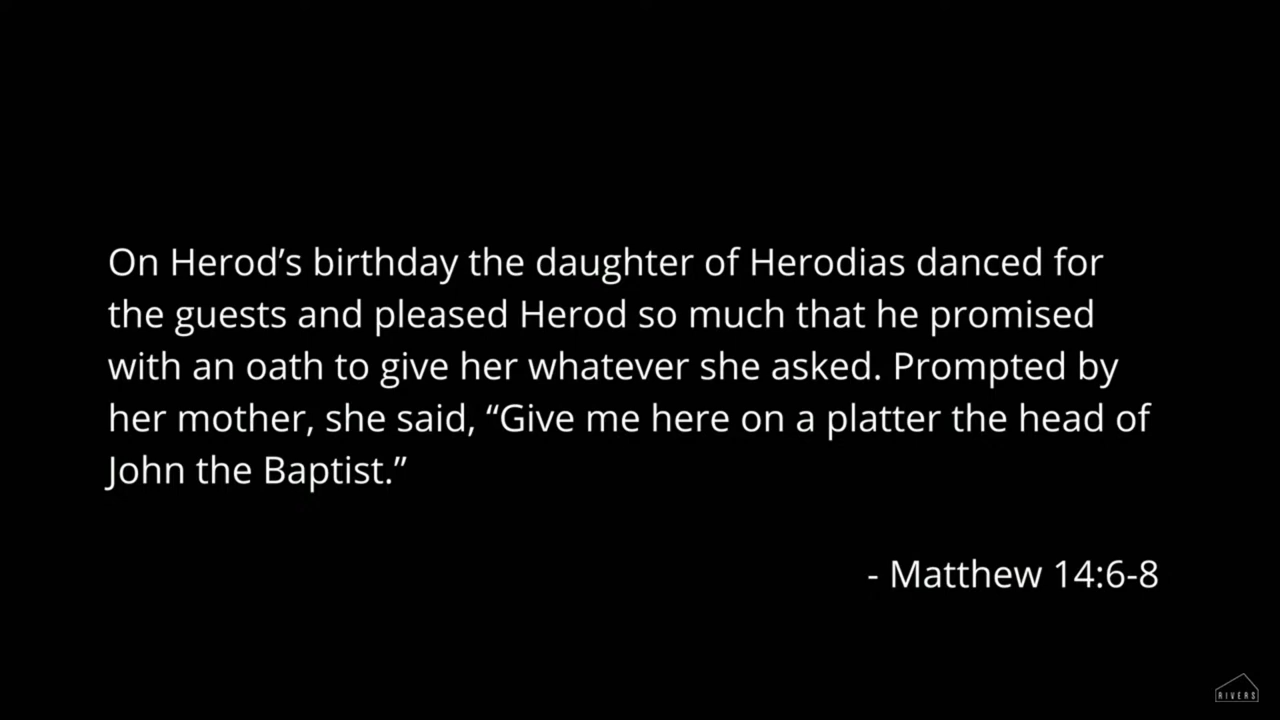 On Herod’s birthday the daughter of Herodias danced for
the guests and pleased Herod so much that he promised
with an oath to give her whatever she asked. Prompted by
her mother, she said, “Give me here on a platter the head of
John the Baptist.”
- Matthew 14:6-8
RIVERS